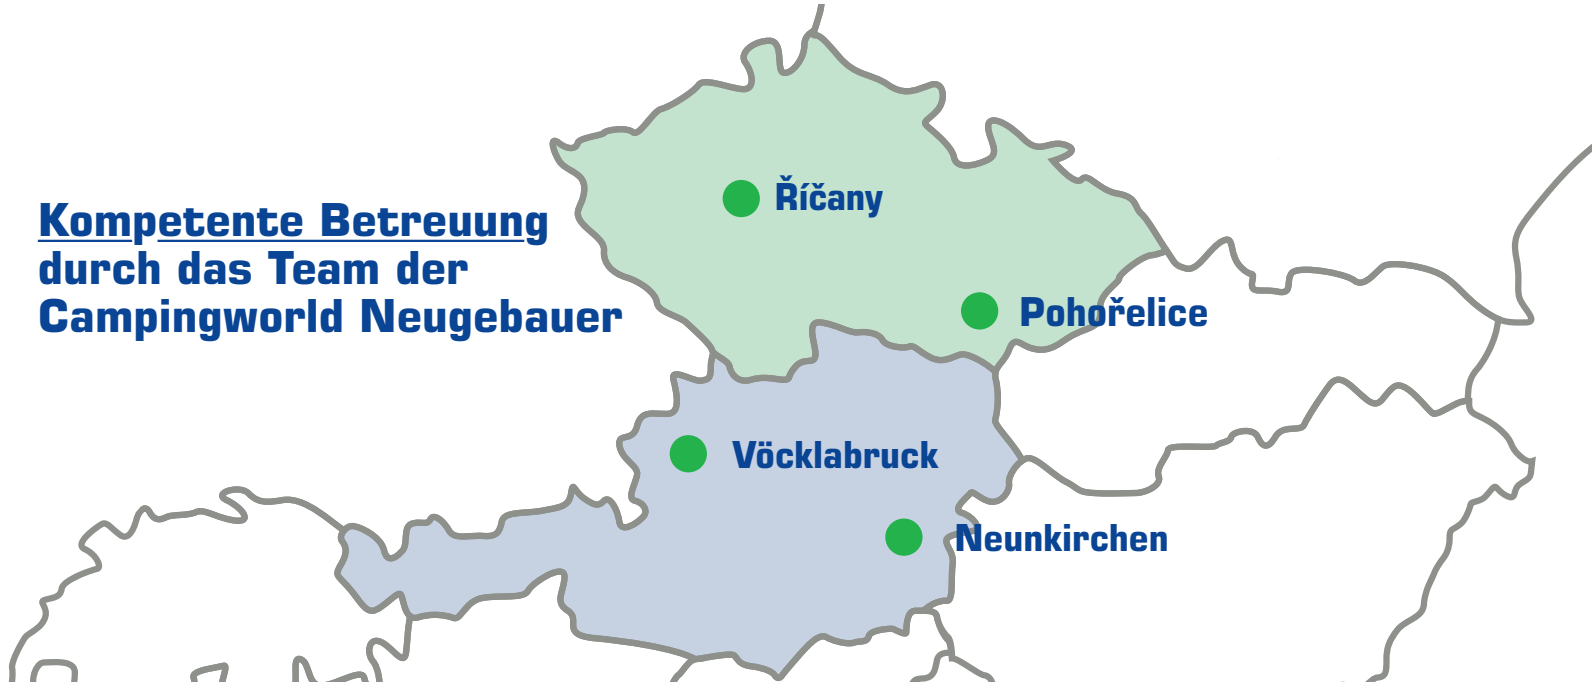 Kompetente Betreuung
durch das Team der
Campingworld Neugebauer
Říčany
Pohořelice
Vöcklabruck
Neunkirchen